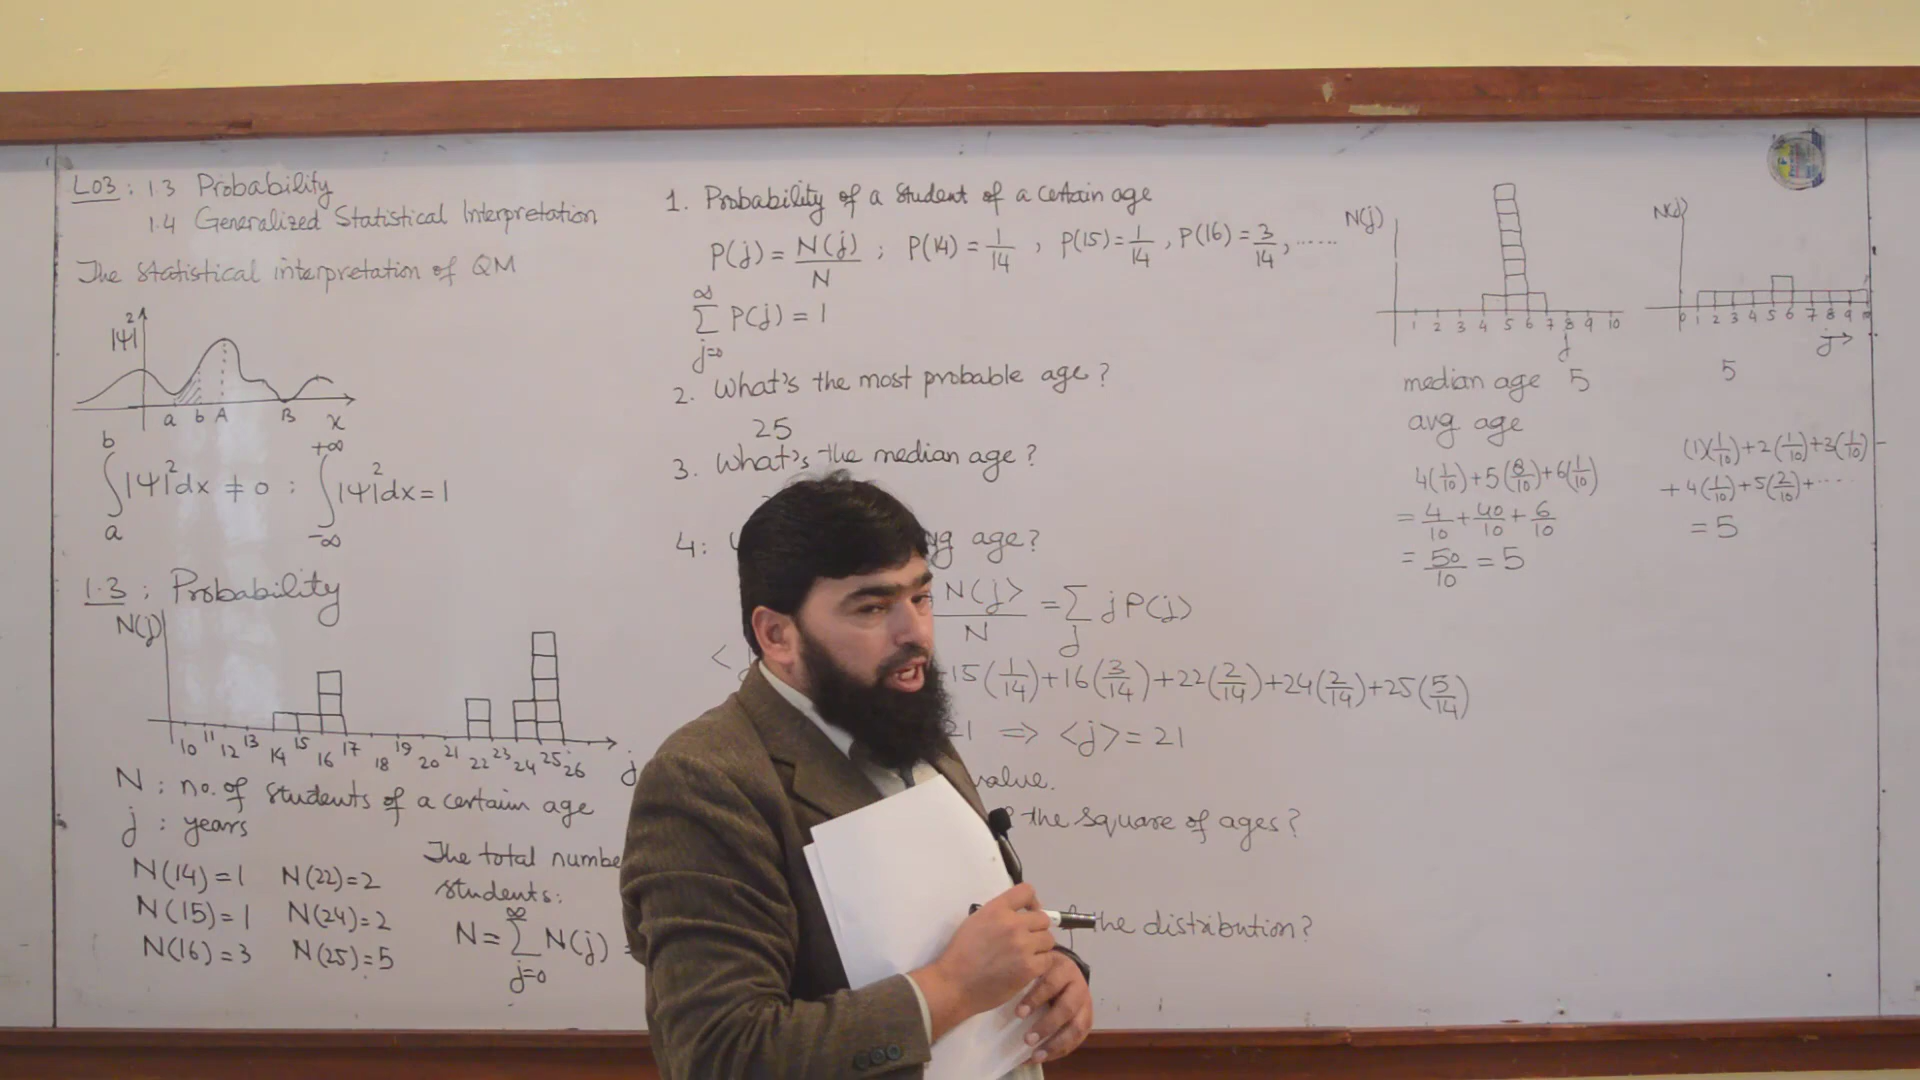 L03: 1.3 Probability
1.4 Generalized Statistical Interpretation
The statistical interpretation of QM
|ψ|²
a b A B x
∫_a^b |ψ|²dx ≠ 0 : ∫_{-∞}^{+∞} |ψ|²dx = 1
1.3: Probability
N(j)
10 11 12 13 14 15 16 17 18 19 20 21 22 23 24 25 26 j
N: no. of students of a certain age
j: years
N(14)=1 N(22)=2
N(15)=1 N(24)=2
N(16)=3 N(25)=5
The total numbe
students:
N=∑_{j=0}^{∞} N(j) =
1. Probability of a student of a certain age
P(j) = N(j)/N ; P(14) = 1/14 , P(15) = 1/14 , P(16) = 3/14, ......
∑_{j=0}^{∞} P(j) = 1
2. What's the most probable age?
25
3. What's the median age?
4: age?
N(j)/N = ∑_j j P(j)
15(1/14)+16(3/14)+22(2/14)+24(2/14)+25(5/14)
21 ⇒ <j> = 21
value.
the square of ages?
the distribution?
N(j)
1 2 3 4 5 6 7 8 9 10
j
median age 5
avg age
4(1/10)+5(8/10)+6(1/10)
= 4/10 + 40/10 + 6/10
= 50/10 = 5
N(j)
0 1 2 3 4 5 6 7 8 9 10
j→
5
(1)(1/10)+2(1/10)+3(1/10)-
+4(1/10)+5(2/10)+....
= 5